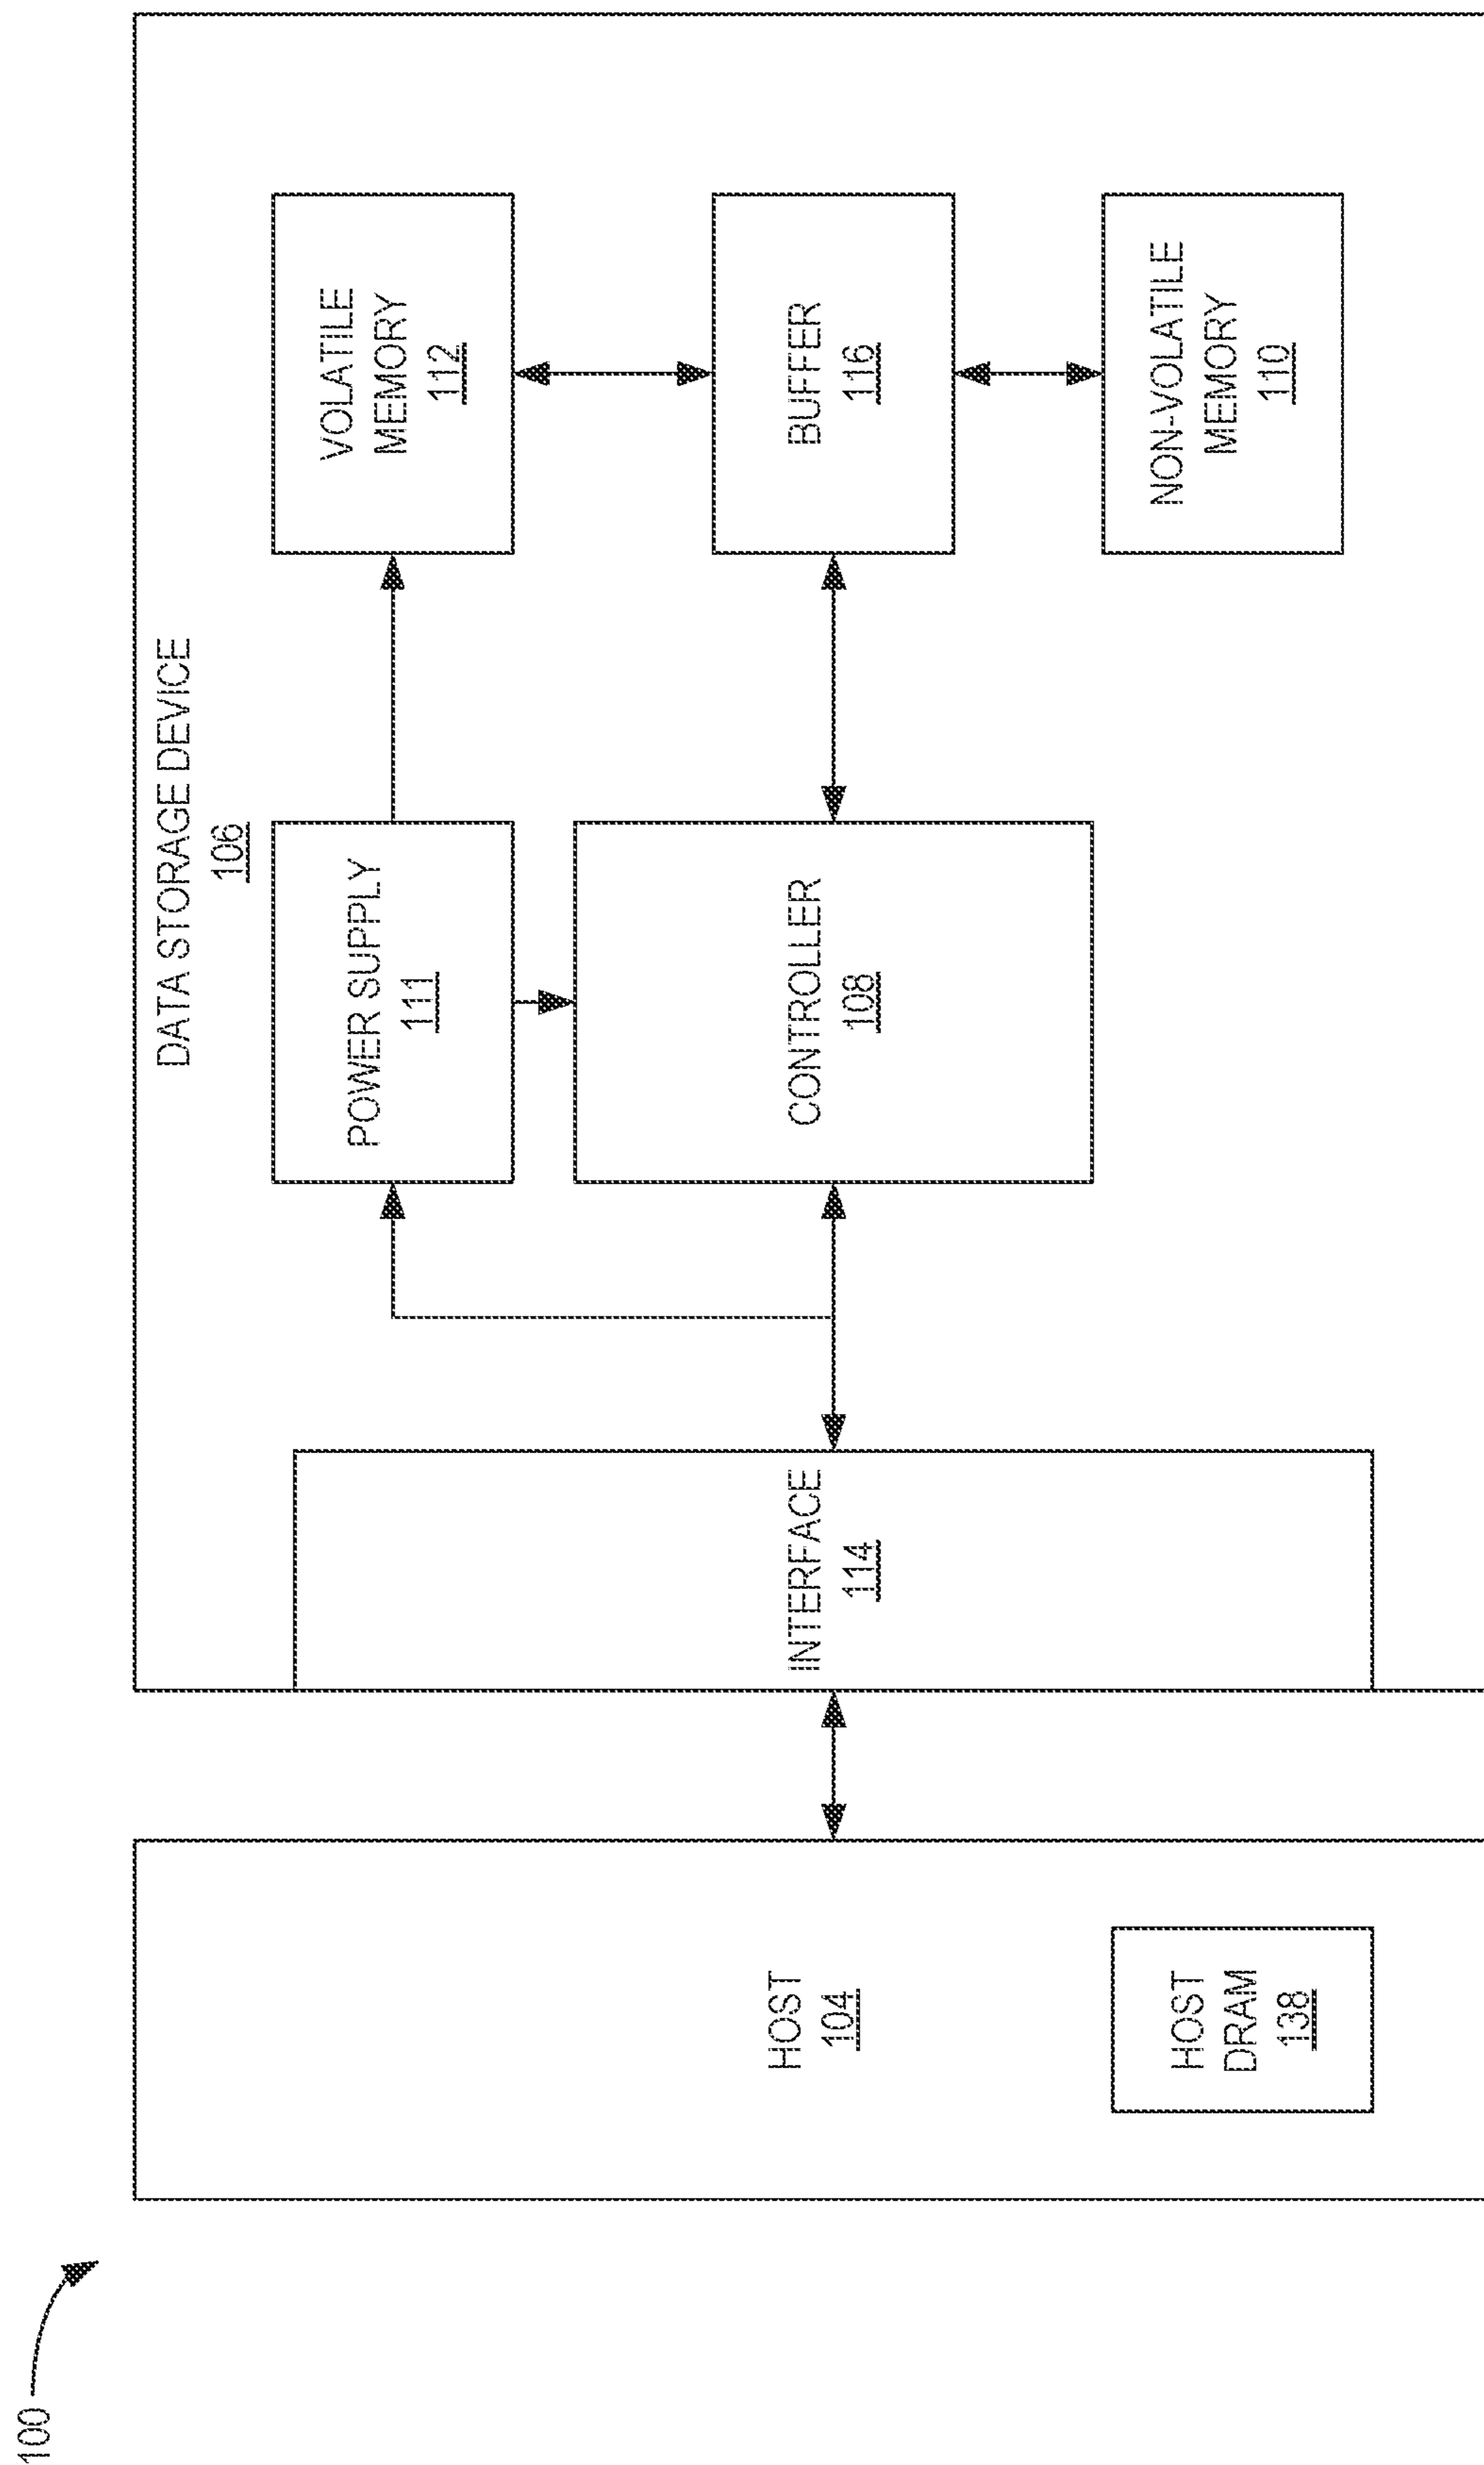 100
HOST
104
HOST
DRAM
138
DATA STORAGE DEVICE
106
INTERFACE
114
POWER SUPPLY
111
CONTROLLER
108
VOLATILE
MEMORY
112
BUFFER
116
NON-VOLATILE
MEMORY
110